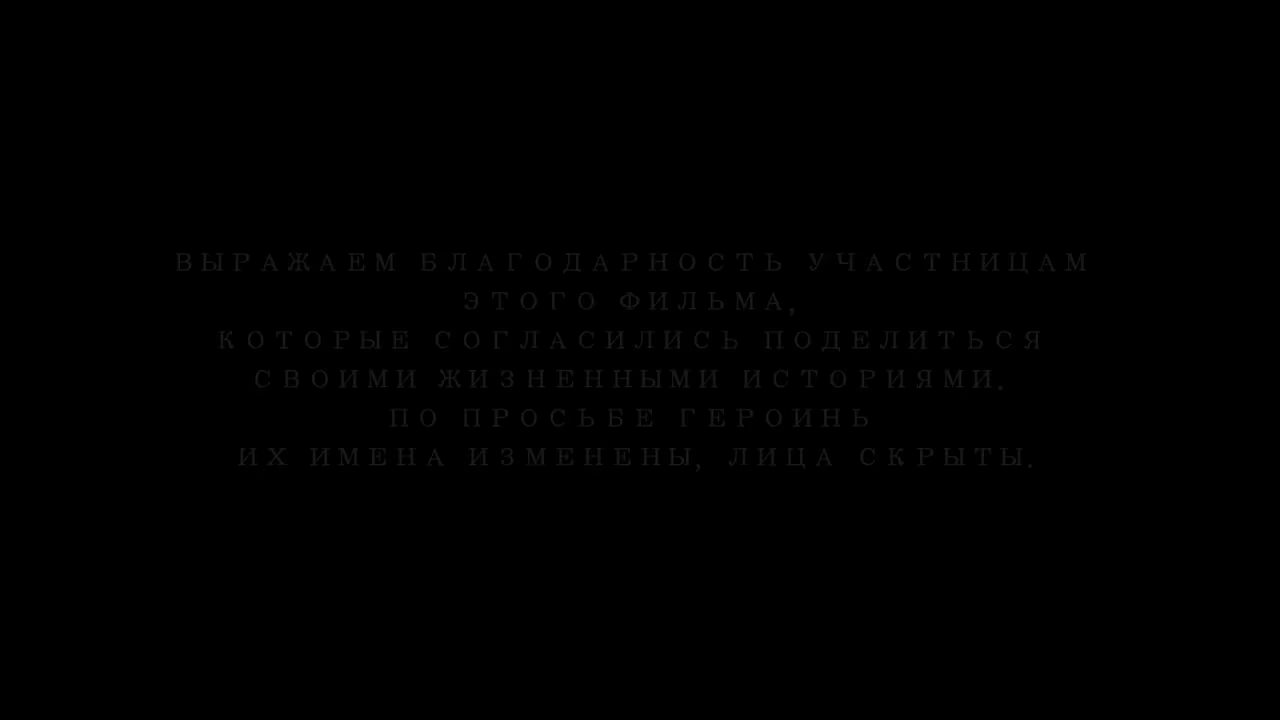 ВЫРАЖАЕМ БЛАГОДАРНОСТЬ УЧАСТНИЦАМ
ЭТОГО ФИЛЬМА,
КОТОРЫЕ СОГЛАСИЛИСЬ ПОДЕЛИТЬСЯ
СВОИМИ ЖИЗНЕННЫМИ ИСТОРИЯМИ.
ПО ПРОСЬБЕ ГЕРОИНЬ
ИХ ИМЕНА ИЗМЕНЕНЫ, ЛИЦА СКРЫТЫ.